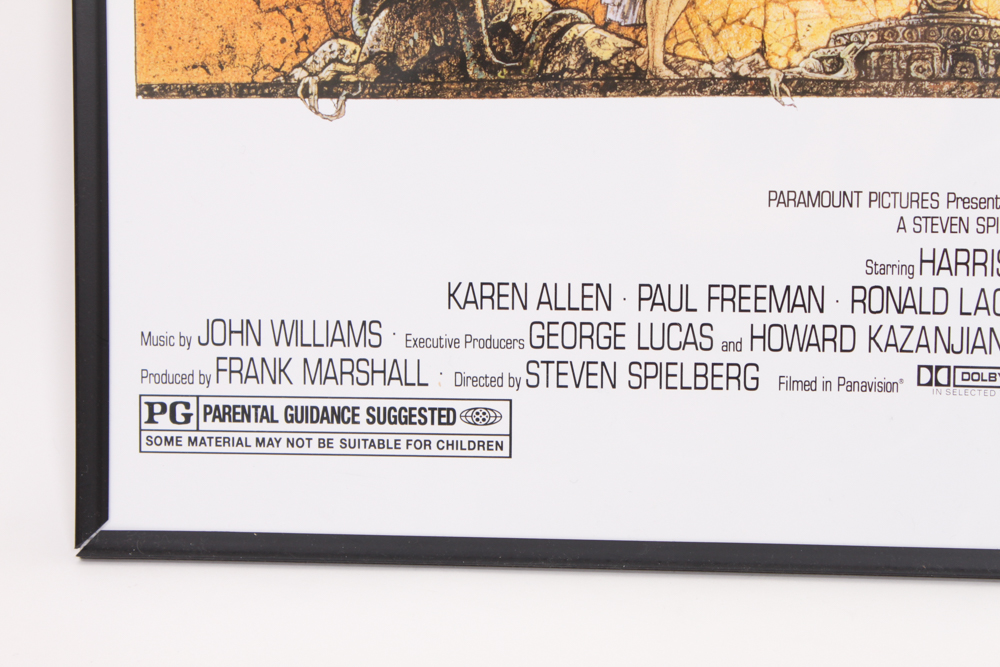 PARAMOUNT PICTURES Present
A STEVEN SPI
Starring HARRIS
KAREN ALLEN · PAUL FREEMAN · RONALD LAC
Music by JOHN WILLIAMS · Executive Producers GEORGE LUCAS and HOWARD KAZANJIAN
Produced by FRANK MARSHALL · Directed by STEVEN SPIELBERG Filmed in Panavision® DOLBY
IN SELECTED
PG PARENTAL GUIDANCE SUGGESTED
SOME MATERIAL MAY NOT BE SUITABLE FOR CHILDREN